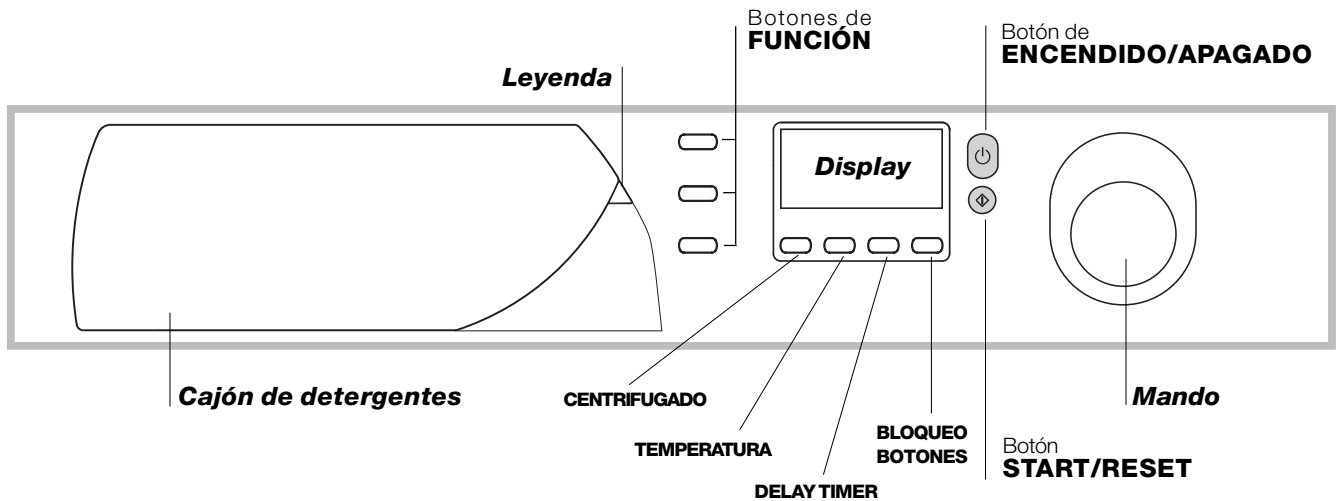 Botones de
FUNCIÓN
Botón de
ENCENDIDO/APAGADO
Leyenda
Display
Cajón de detergentes
CENTRIFUGADO
TEMPERATURA
DELAY TIMER
BLOQUEO
BOTONES
Botón
START/RESET
Mando